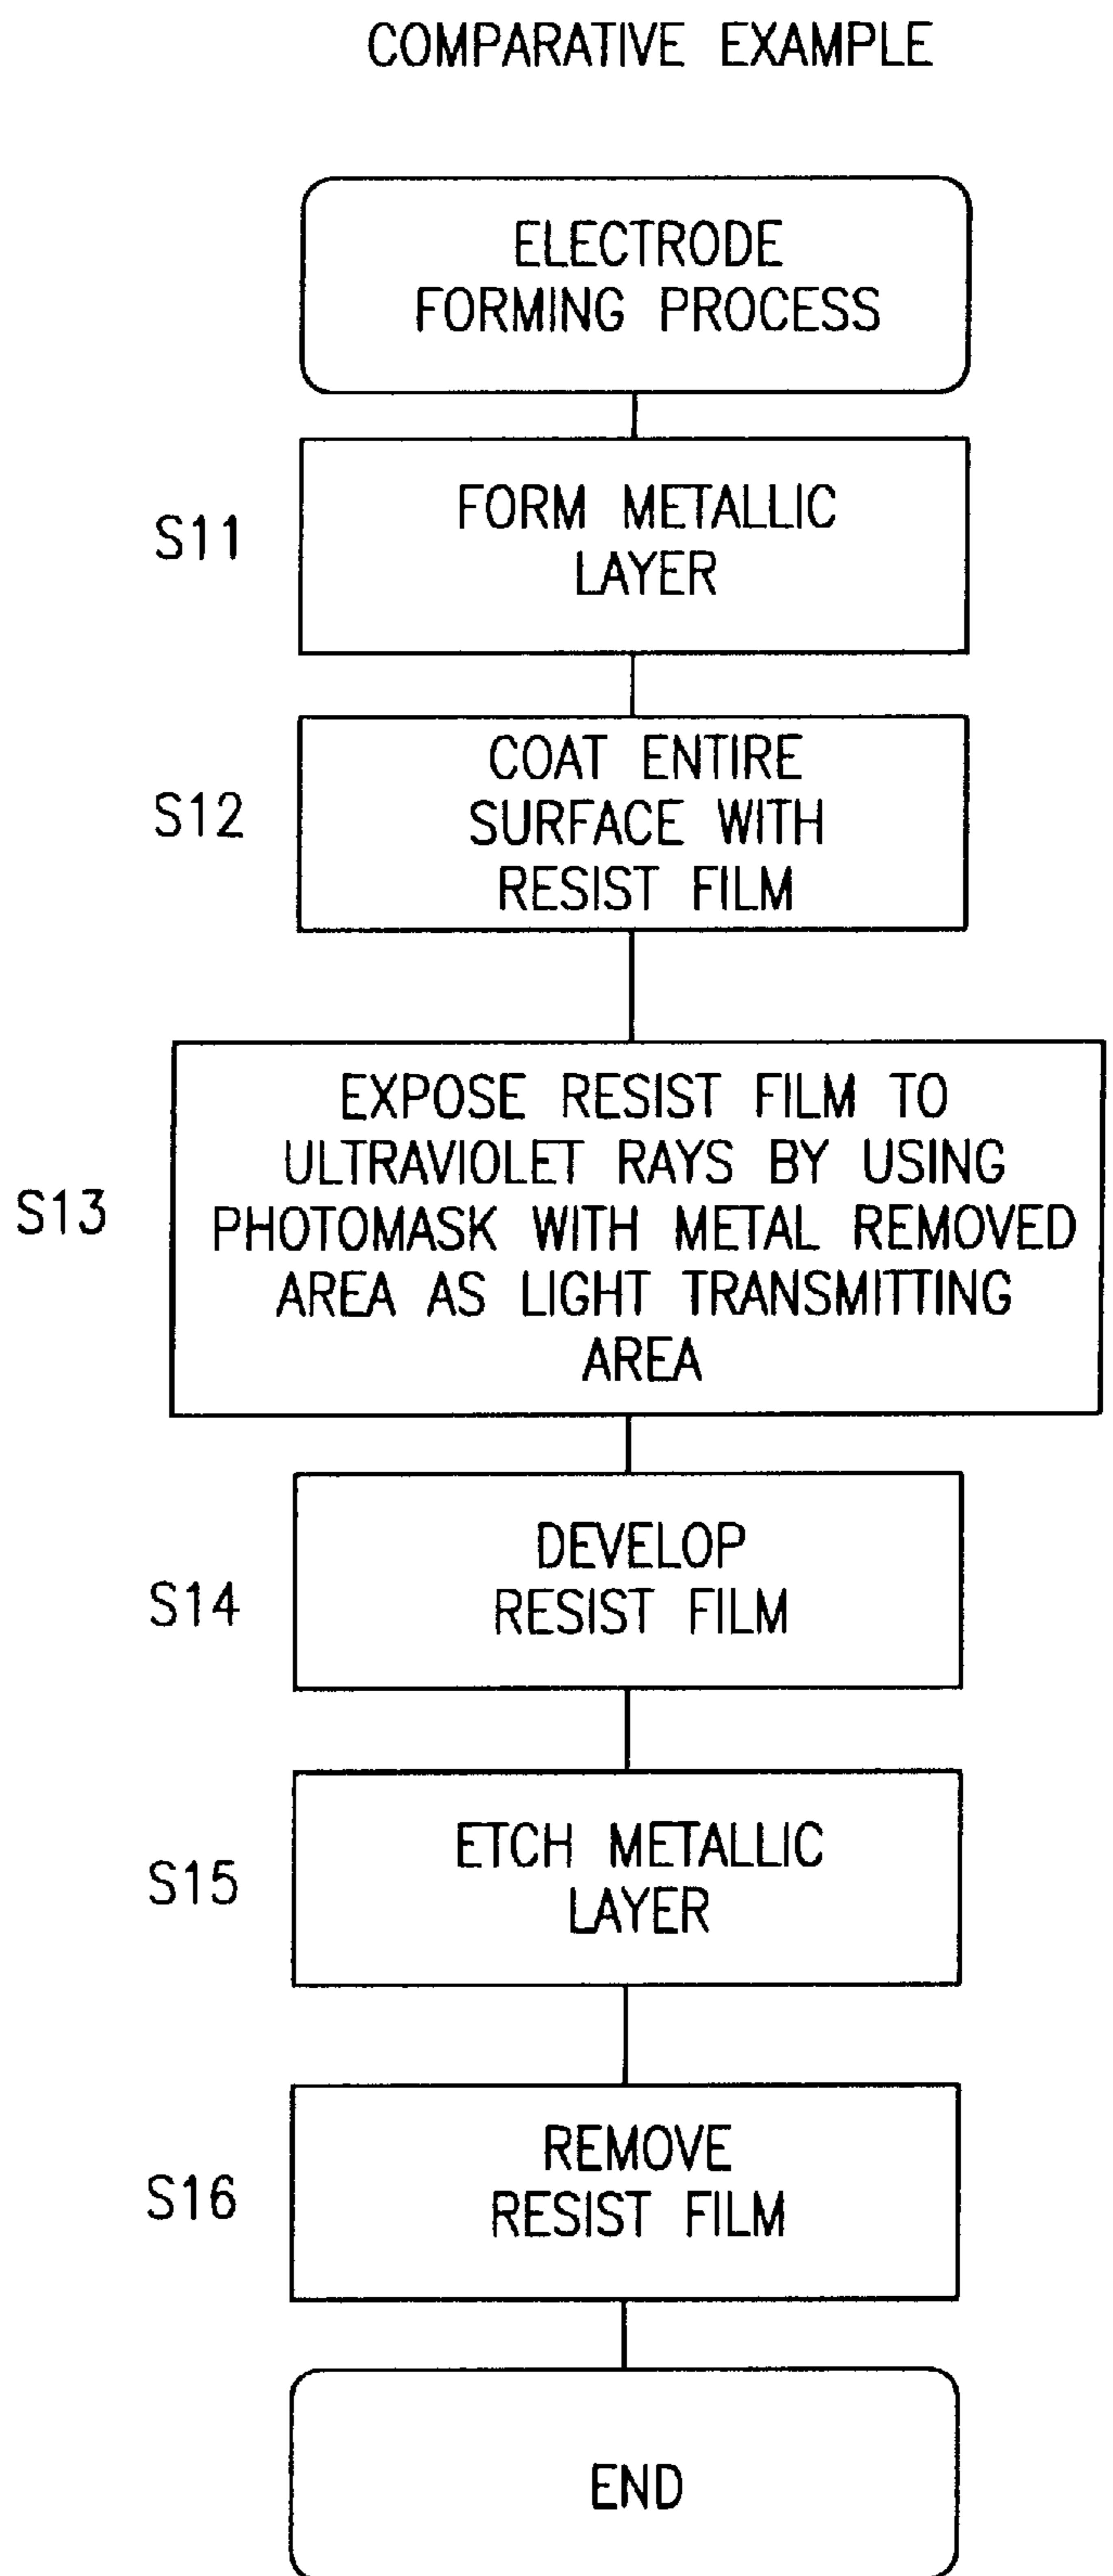 COMPARATIVE EXAMPLE
ELECTRODE
FORMING PROCESS
S11
FORM METALLIC
LAYER
S12
COAT ENTIRE
SURFACE WITH
RESIST FILM
S13
EXPOSE RESIST FILM TO
ULTRAVIOLET RAYS BY USING
PHOTOMASK WITH METAL REMOVED
AREA AS LIGHT TRANSMITTING
AREA
S14
DEVELOP
RESIST FILM
S15
ETCH METALLIC
LAYER
S16
REMOVE
RESIST FILM
END